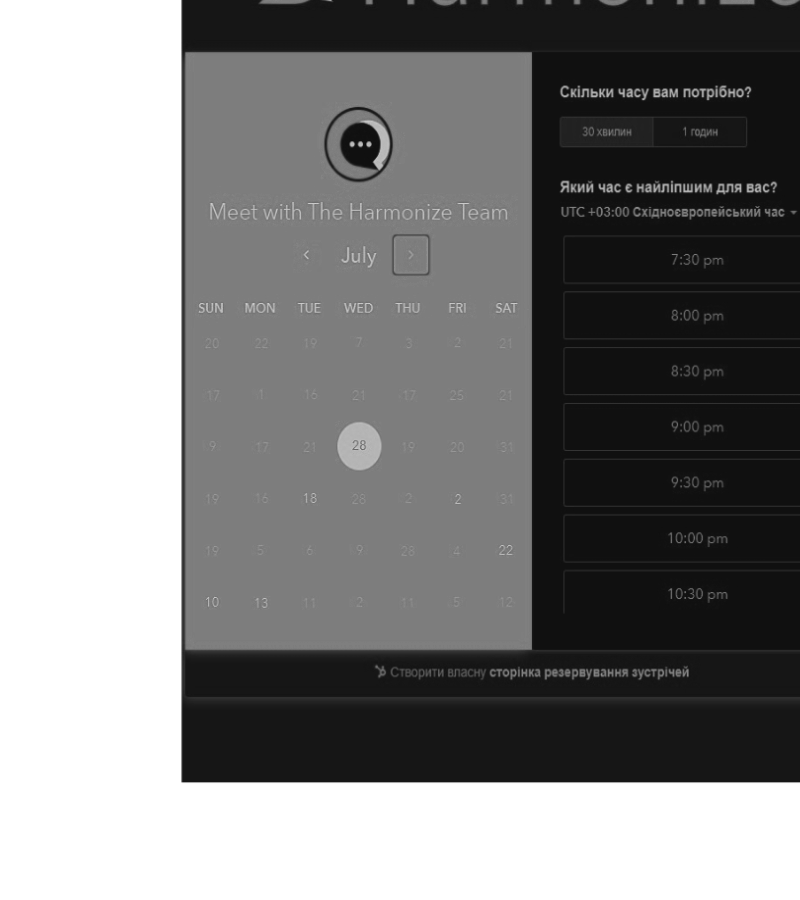 Meet with The Harmonize Team
‹ July ›
SUN MON TUE WED THU FRI SAT
20 22 19 7 3 2 21
17 1 16 21 17 25 21
9 17 21 28 19 20 31
19 16 18 28 2 2 31
19 5 6 9 28 4 22
10 13 11 2 11 5 12
Скільки часу вам потрібно?
30 хвилин 1 годин
Який час є найліпшим для вас?
UTC +03:00 Східноєвропейський час
7:30 pm
8:00 pm
8:30 pm
9:00 pm
9:30 pm
10:00 pm
10:30 pm
Створити власну сторінка резервування зустрічей